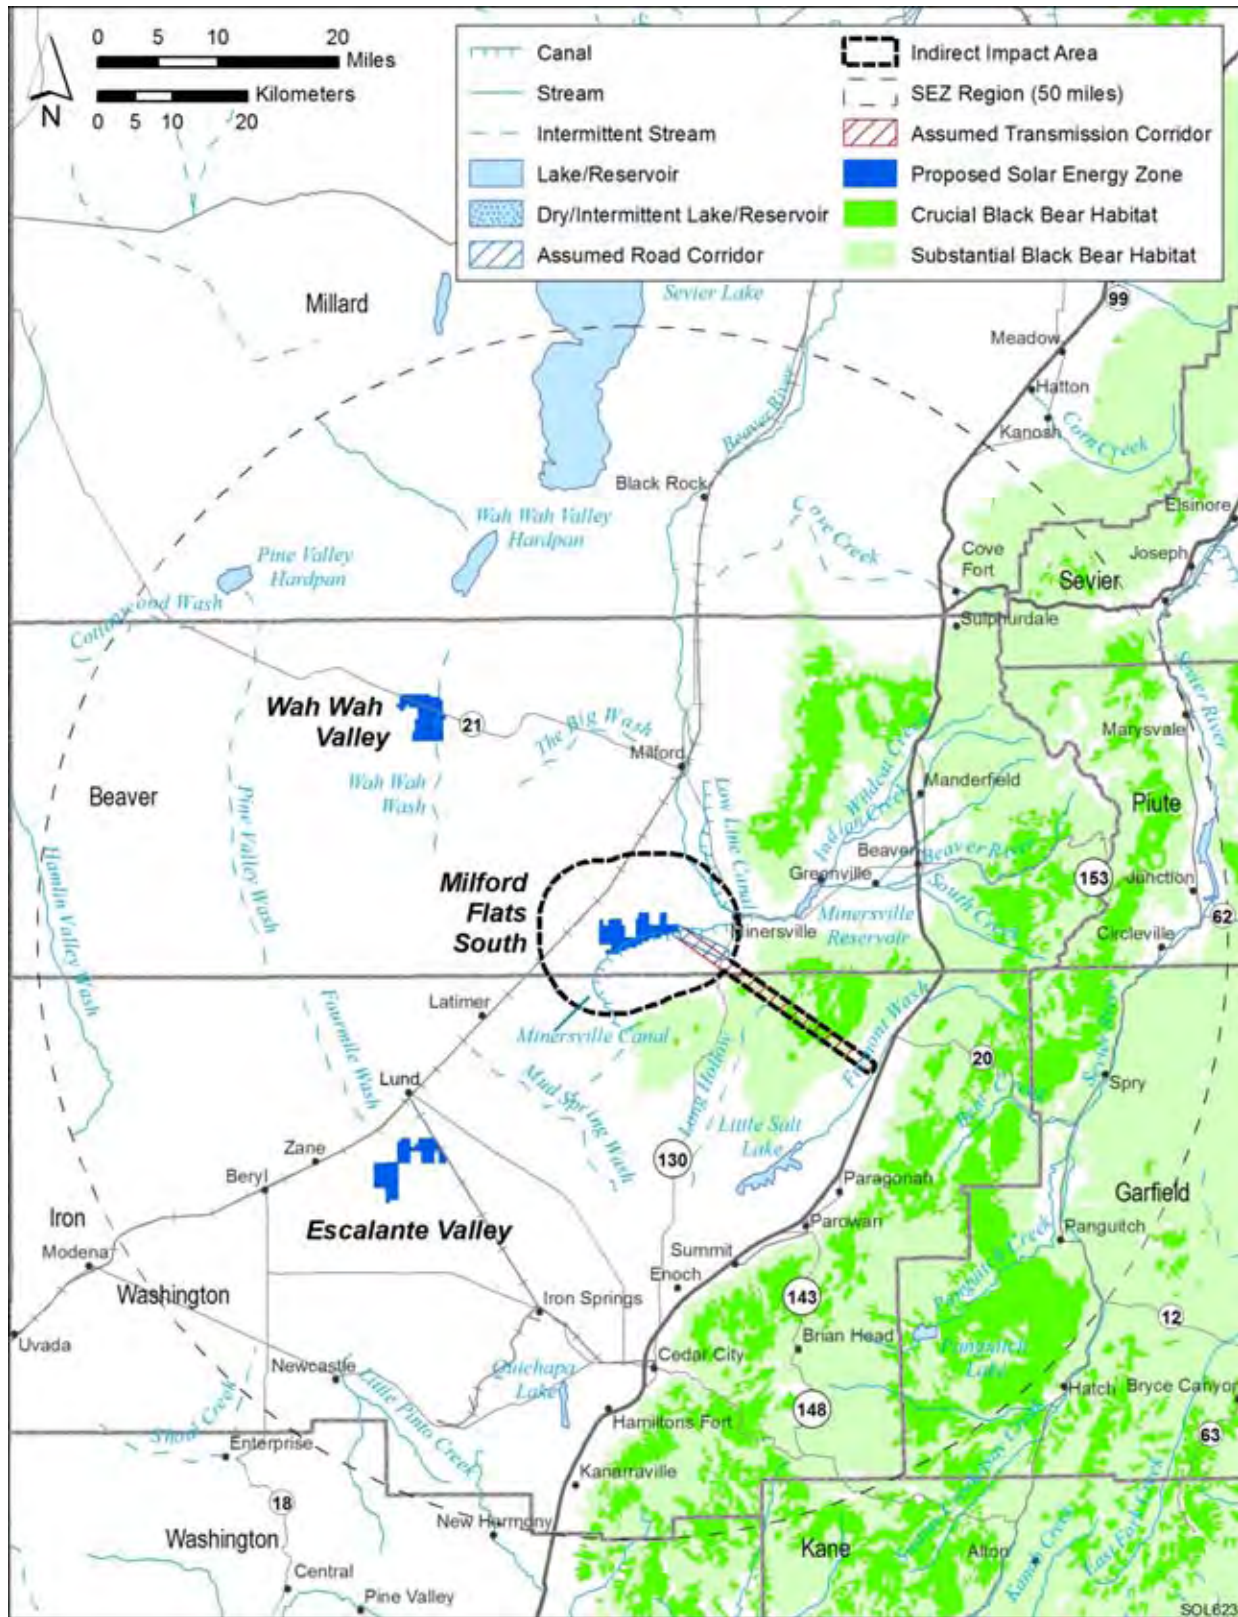 0 5 10 20
Miles
Kilometers
0 5 10 20
N
Canal
Stream
Intermittent Stream
Lake/Reservoir
Dry/Intermittent Lake/Reservoir
Assumed Road Corridor
Indirect Impact Area
SEZ Region (50 miles)
Assumed Transmission Corridor
Proposed Solar Energy Zone
Crucial Black Bear Habitat
Substantial Black Bear Habitat
Sevier Lake
99
Millard
Meadow
Hatton
Kanosh
Corn Creek
Beaver River
Black Rock
Elsinore
Wah Wah Valley
Hardpan
Cove Creek
Pine Valley
Hardpan
Cove
Fort
Joseph
Sevier
Cottonwood Wash
Sulphurdale
Sevier River
Wah Wah
Valley
21
The Big Wash
Milford
Marysvale
Wah Wah
Wash
Low Line Canal
Wildcat Creek
Indian Creek
Manderfield
Beaver
Pine Valley Wash
Piute
Hamlin Valley Wash
Milford
Flats
South
Greenville
Beaver
Beaver River
South Creek
153
Junction
Minersville
Minersville
Reservoir
62
Circleville
Latimer
Fourmile Wash
Minersville Canal
Fremont Wash
20
Sevier River
Spry
Bear Creek
Lund
Mud Spring Wash
Long Hollow
Little Salt
Lake
Zane
Beryl
130
Paragonah
Garfield
Iron
Escalante Valley
Parowan
Panguitch
Modena
Summit
Enoch
Panguitch Creek
Washington
Iron Springs
143
12
Uvada
Brian Head
Panguitch
Lake
Newcastle
Quichapa
Lake
Cedar City
Hatch
Bryce Canyon
Little Pinto Creek
148
Shoal Creek
Hamiltons Fort
63
Enterprise
Kanarraville
18
New Harmony
Washington
Kane
Alton
Kanab Creek
East Fork
Central
Pine Valley
SOL623